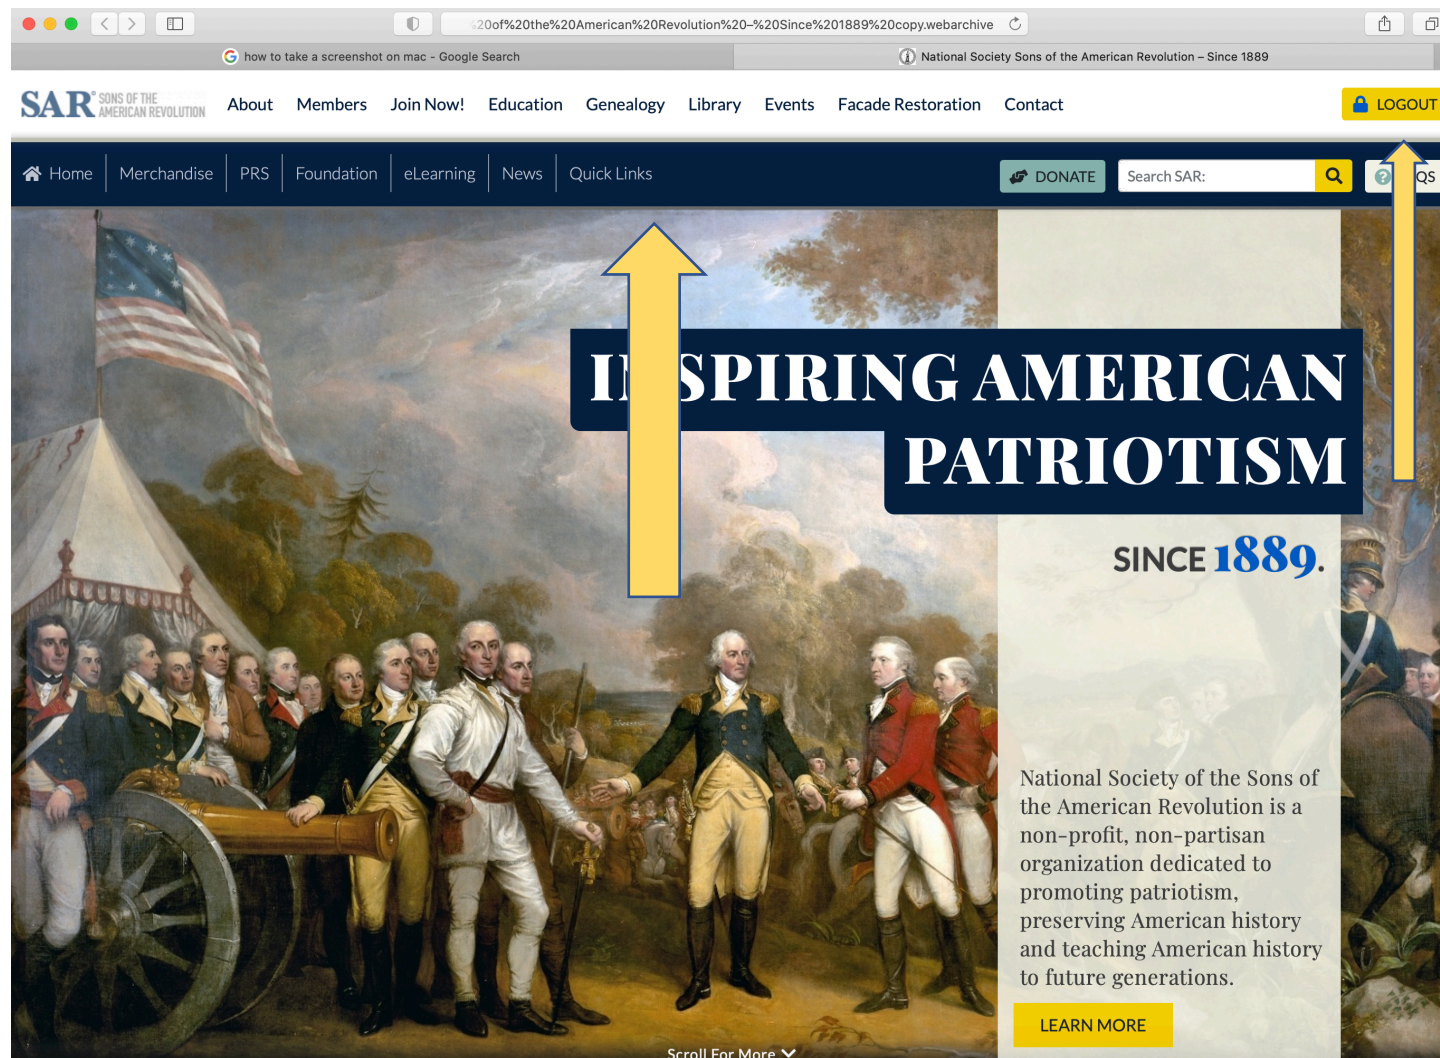 %20of%20the%20American%20Revolution%20–%20Since%201889%20copy.webarchive
how to take a screenshot on mac - Google Search
National Society Sons of the American Revolution – Since 1889
SAR SONS OF THE
AMERICAN REVOLUTION
About Members Join Now! Education Genealogy Library Events Facade Restoration Contact
LOGOUT
Home Merchandise PRS Foundation eLearning News Quick Links
DONATE
Search SAR:
QS
SPIRING AMERICAN
PATRIOTISM
SINCE 1889.
National Society of the Sons of
the American Revolution is a
non-profit, non-partisan
organization dedicated to
promoting patriotism,
preserving American history
and teaching American history
to future generations.
LEARN MORE
Scroll For More